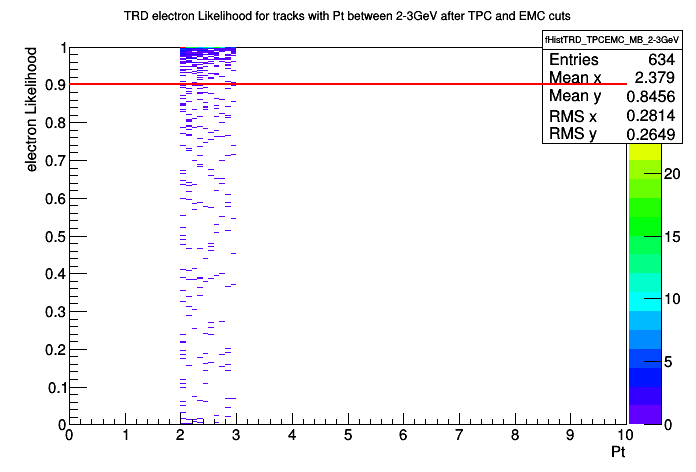 TRD electron Likelihood for tracks with Pt between 2-3GeV after TPC and EMC cuts
fHistTRD_TPCEMC_MB_2-3GeV
Entries 634
Mean x 2.379
Mean y 0.8456
RMS x 0.2814
RMS y 0.2649
electron Likelihood
1
0.9
0.8
0.7
0.6
0.5
0.4
0.3
0.2
0.1
0
0 1 2 3 4 5 6 7 8 9 10
Pt
20
15
10
5
0